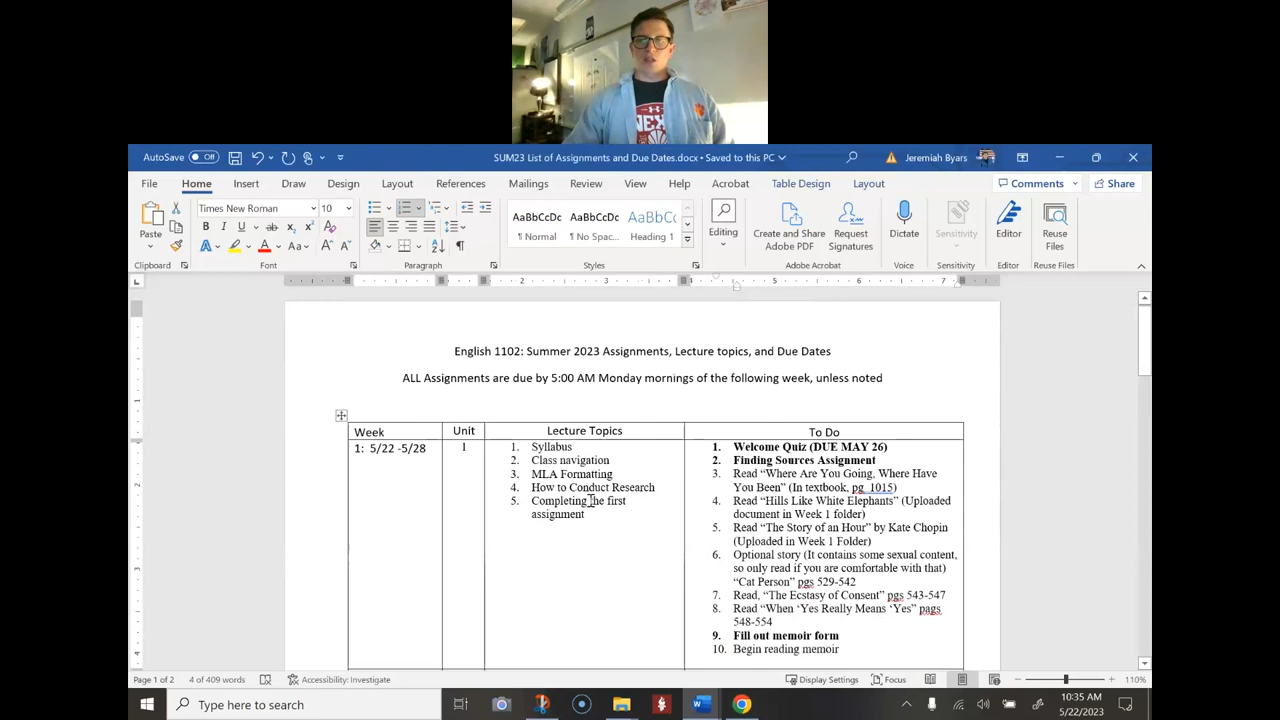 NEX
AutoSave Off
SUM23 List of Assignments and Due Dates.docx • Saved to this PC
Jeremiah Byars
File Home Insert Draw Design Layout References Mailings Review View Help Acrobat Table Design Layout
Comments Share
Paste
Times New Roman 10
AaBbCcDc AaBbCcDc AaBbCc
¶ Normal ¶ No Spac... Heading 1
Editing
Create and Share Adobe PDF
Request Signatures
Dictate
Sensitivity
Editor
Reuse Files
Clipboard Font Paragraph Styles Adobe Acrobat Voice Sensitivity Editor Reuse Files
English 1102: Summer 2023 Assignments, Lecture topics, and Due Dates
ALL Assignments are due by 5:00 AM Monday mornings of the following week, unless noted
Week Unit Lecture Topics To Do
1: 5/22 -5/28
1
1. Syllabus
2. Class navigation
3. MLA Formatting
4. How to Conduct Research
5. Completing the first
assignment
1. Welcome Quiz (DUE MAY 26)
2. Finding Sources Assignment
3. Read “Where Are You Going, Where Have
You Been” (In textbook, pg 1015)
4. Read “Hills Like White Elephants” (Uploaded
document in Week 1 folder)
5. Read “The Story of an Hour” by Kate Chopin
(Uploaded in Week 1 Folder)
6. Optional story (It contains some sexual content,
so only read if you are comfortable with that)
“Cat Person” pgs 529-542
7. Read, “The Ecstasy of Consent” pgs 543-547
8. Read “When ‘Yes Really Means ‘Yes” pags
548-554
9. Fill out memoir form
10. Begin reading memoir
Page 1 of 2 4 of 409 words Accessibility: Investigate Display Settings Focus 110%
Type here to search
10:35 AM
5/22/2023